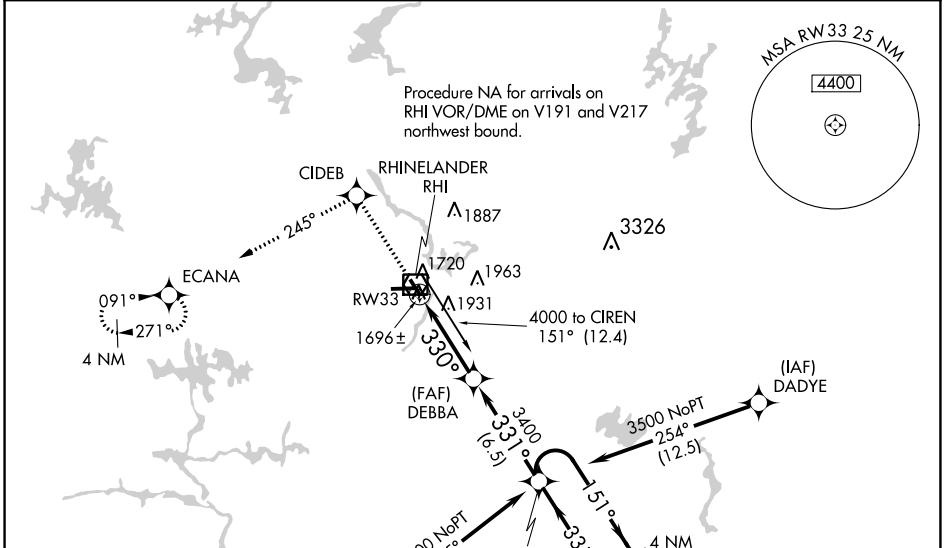 MSA RW33 25 NM
4400
Procedure NA for arrivals on
RHI VOR/DME on V191 and V217
northwest bound.
CIDEB
RHINELANDER
RHI
1887
3326
245°
ECANA
1720
1963
091°
RW33
1931
271°
1696±
4000 to CIREN
151° (12.4)
4 NM
330°
(IAF)
DADYE
(FAF)
DEBBA
3400
331°
(6.5)
3500 NoPT
254°
(12.5)
151°
NoPT
4 NM